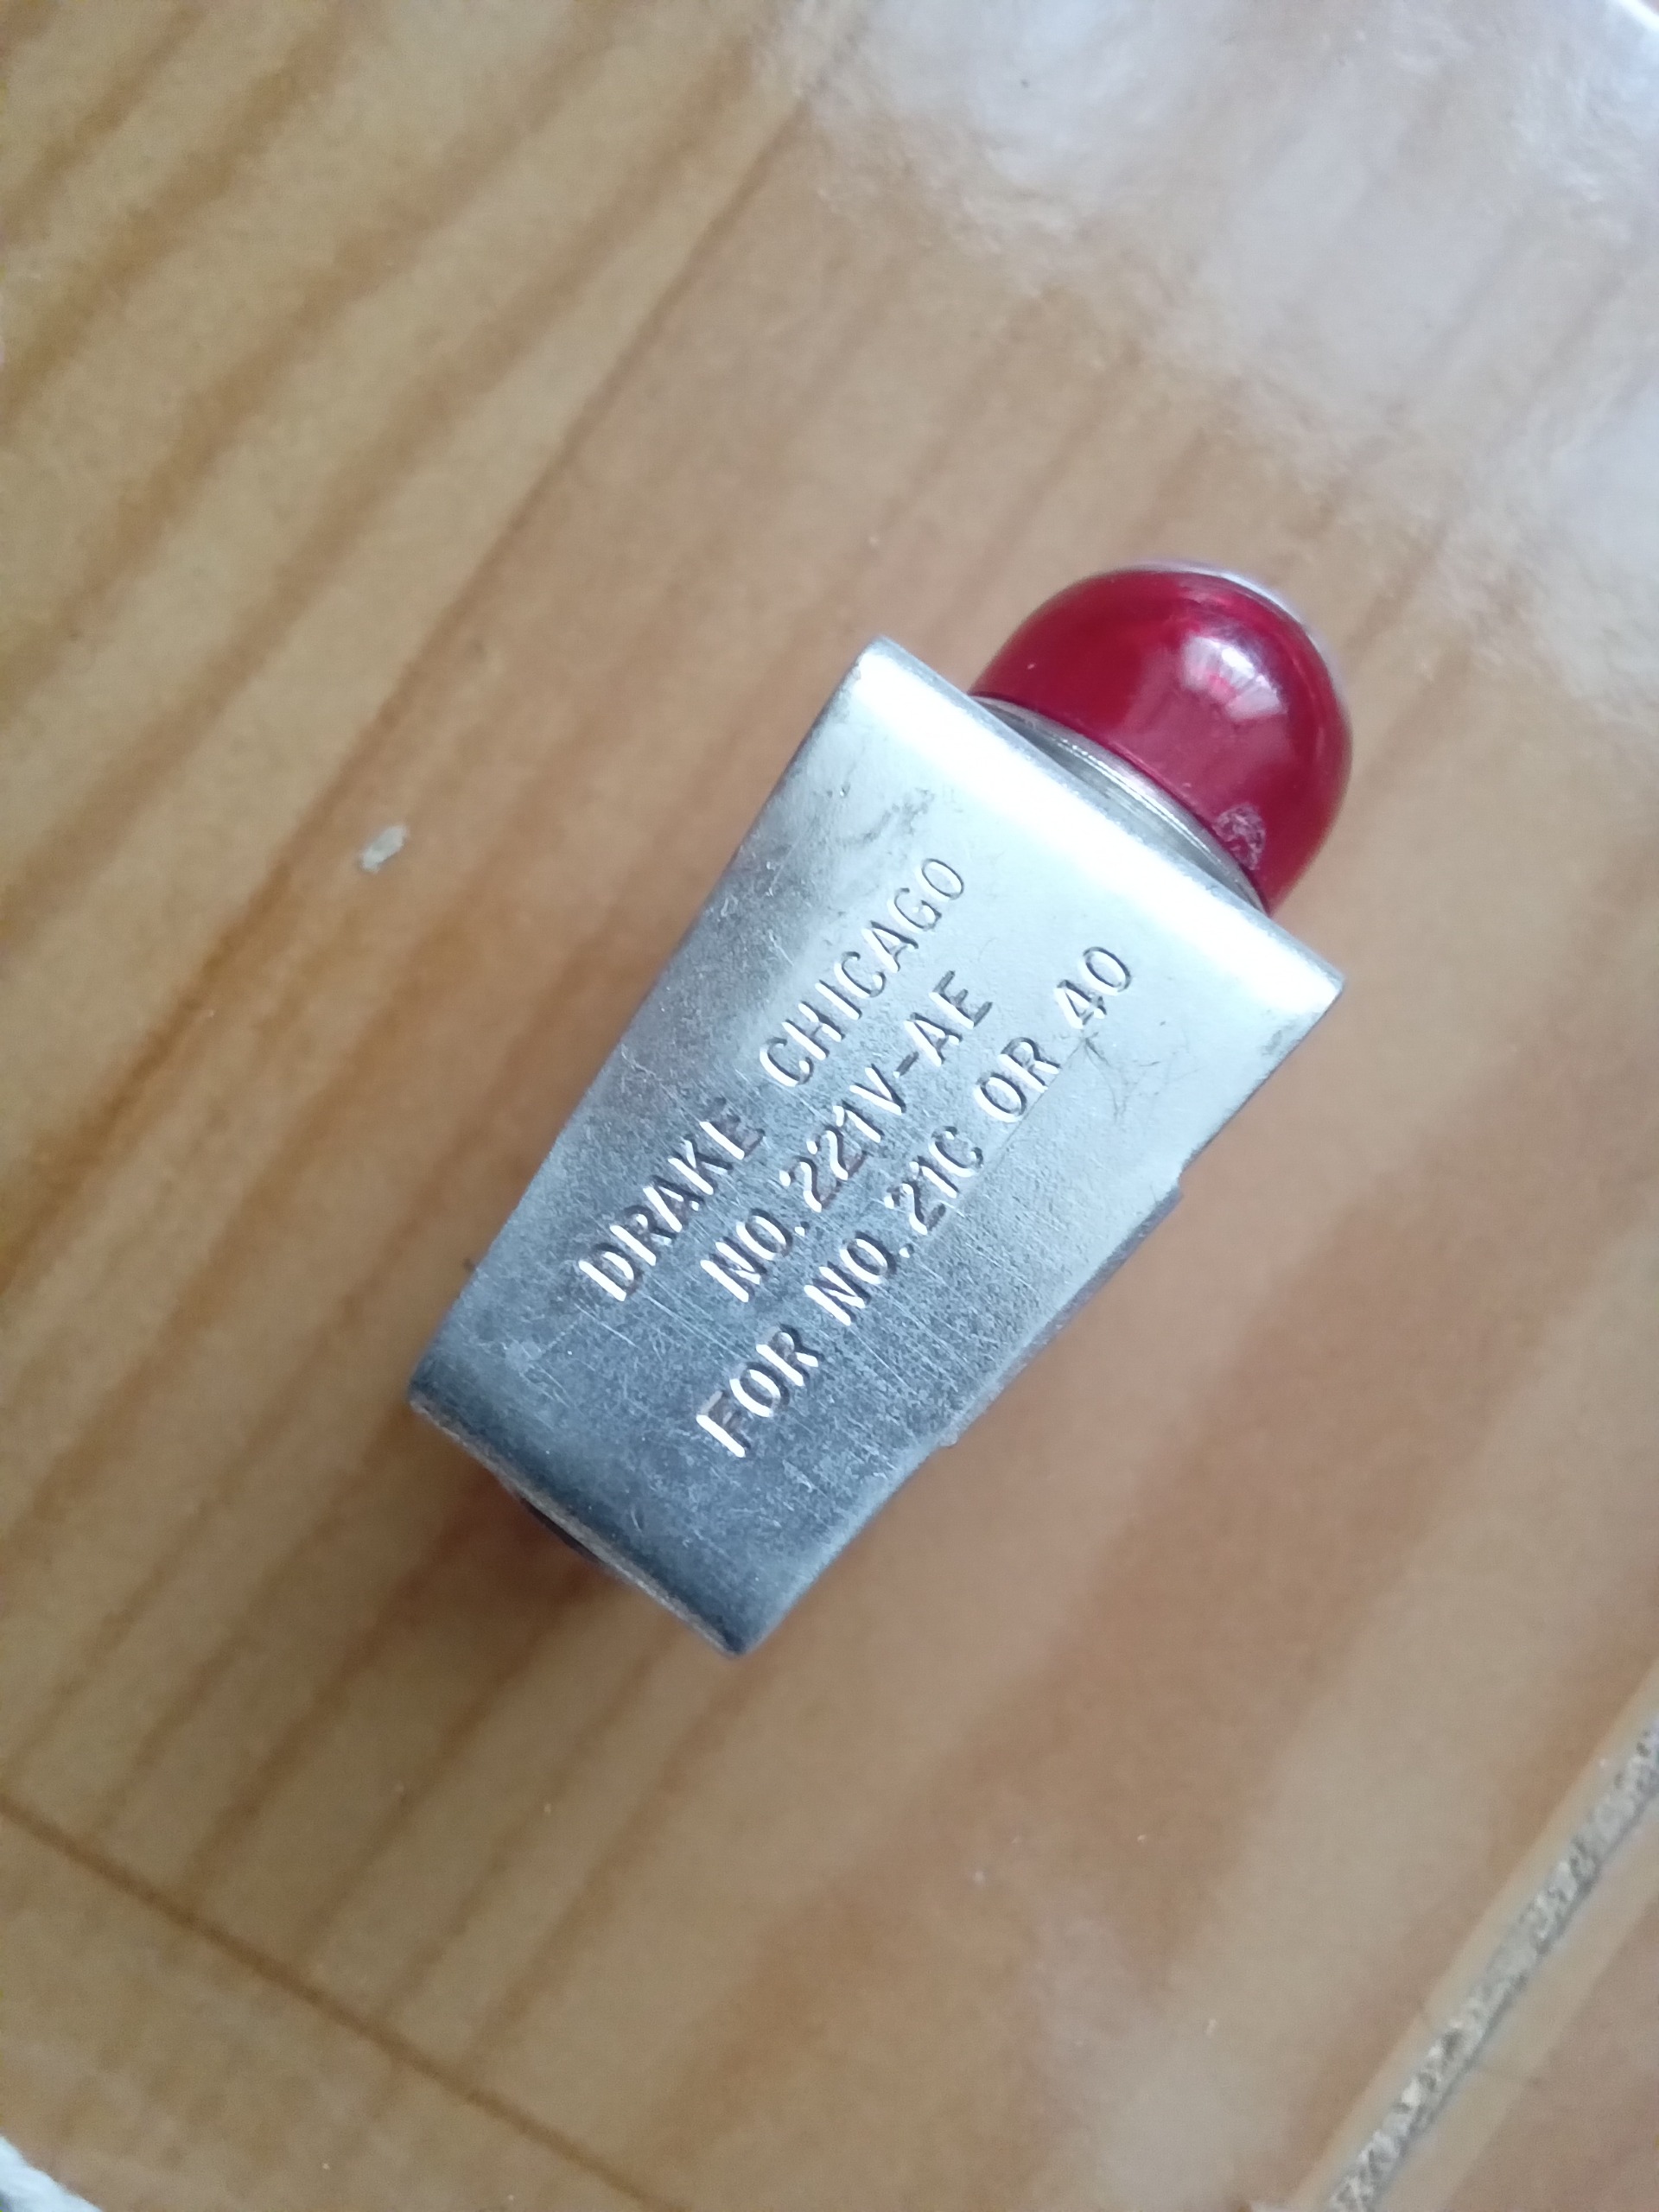 DRAKE CHICAGO
NO. 221V-AE
FOR NO. 21C OR 40